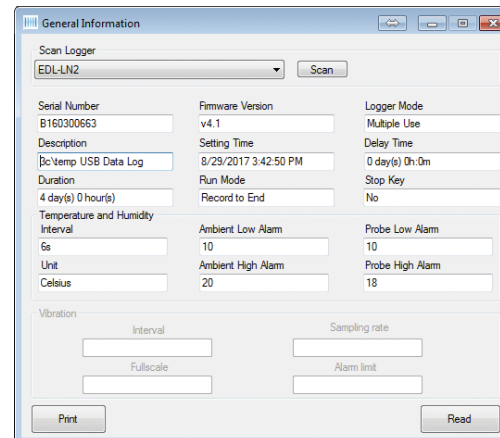 General Information
Scan Logger
EDL-LN2 Scan
Serial Number Firmware Version Logger Mode
B160300663 v4.1 Multiple Use
Description Setting Time Delay Time
3c\temp USB Data Log 8/29/2017 3:42:50 PM 0 day(s) 0h:0m
Duration Run Mode Stop Key
4 day(s) 0 hour(s) Record to End No
Temperature and Humidity
Interval Ambient Low Alarm Probe Low Alarm
6s 10 10
Unit Ambient High Alarm Probe High Alarm
Celsius 20 18
Vibration
Interval Sampling rate
Fullscale Alarm limit
Print Read